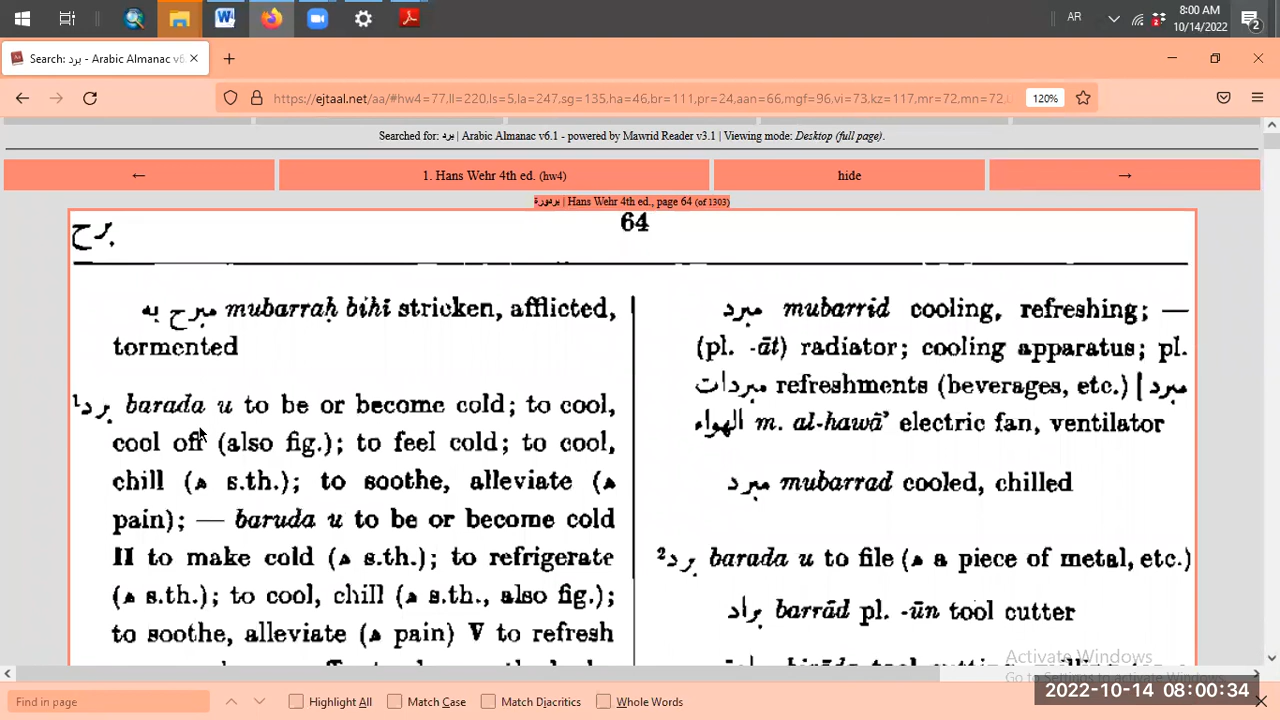 8:00 AM
AR
10/14/2022
2
Search: برد - Arabic Almanac v6
https://ejtaal.net/aa/#hw4=77,ll=220,ls=5,la=247,sg=135,ha=46,br=111,pr=24,aan=66,mgf=96,vi=73,kz=117,mr=72,mn=72,
120%
Searched for: برد | Arabic Almanac v6.1 - powered by Mawrid Reader v3.1 | Viewing mode: Desktop (full page).
←
1. Hans Wehr 4th ed. (hw4)
hide
→
بردورة | Hans Wehr 4th ed., page 64 (of 1303)
برح
64
مبرح به mubarraḥ bihi stricken, afflicted,
tormented
¹برد barada u to be or become cold; to cool,
cool off (also fig.); to feel cold; to cool,
chill (ه s.th.); to soothe, alleviate (ه
pain); — baruda u to be or become cold
II to make cold (ه s.th.); to refrigerate
(ه s.th.); to cool, chill (ه s.th., also fig.);
to soothe, alleviate (ه pain) V to refresh
مبرد mubarrid cooling, refreshing; —
(pl. -āt) radiator; cooling apparatus; pl.
مبردات refreshments (beverages, etc.) | مبرد
الهواء m. al-hawā’ electric fan, ventilator
مبرد mubarrad cooled, chilled
²برد barada u to file (ه a piece of metal, etc.)
براد barrād pl. -ūn tool cutter
Activate Windows
Go to Settings to activate Windows.
2022-10-14 08:00:34
Find in page
Highlight All
Match Case
Match Diacritics
Whole Words